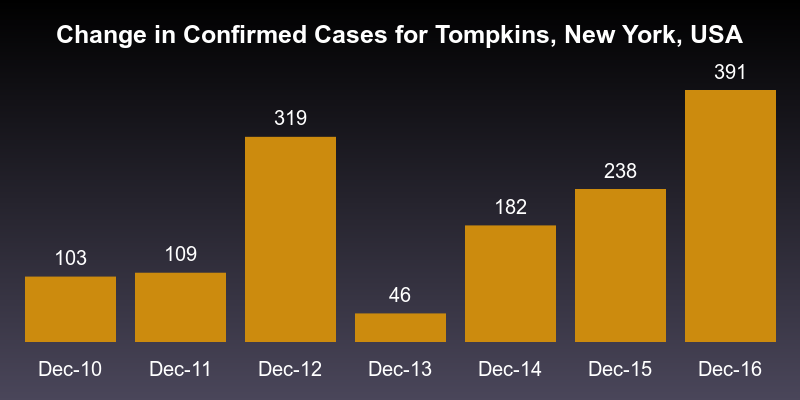 Change in Confirmed Cases for Tompkins, New York, USA
103
109
319
46
182
238
391
Dec-10
Dec-11
Dec-12
Dec-13
Dec-14
Dec-15
Dec-16